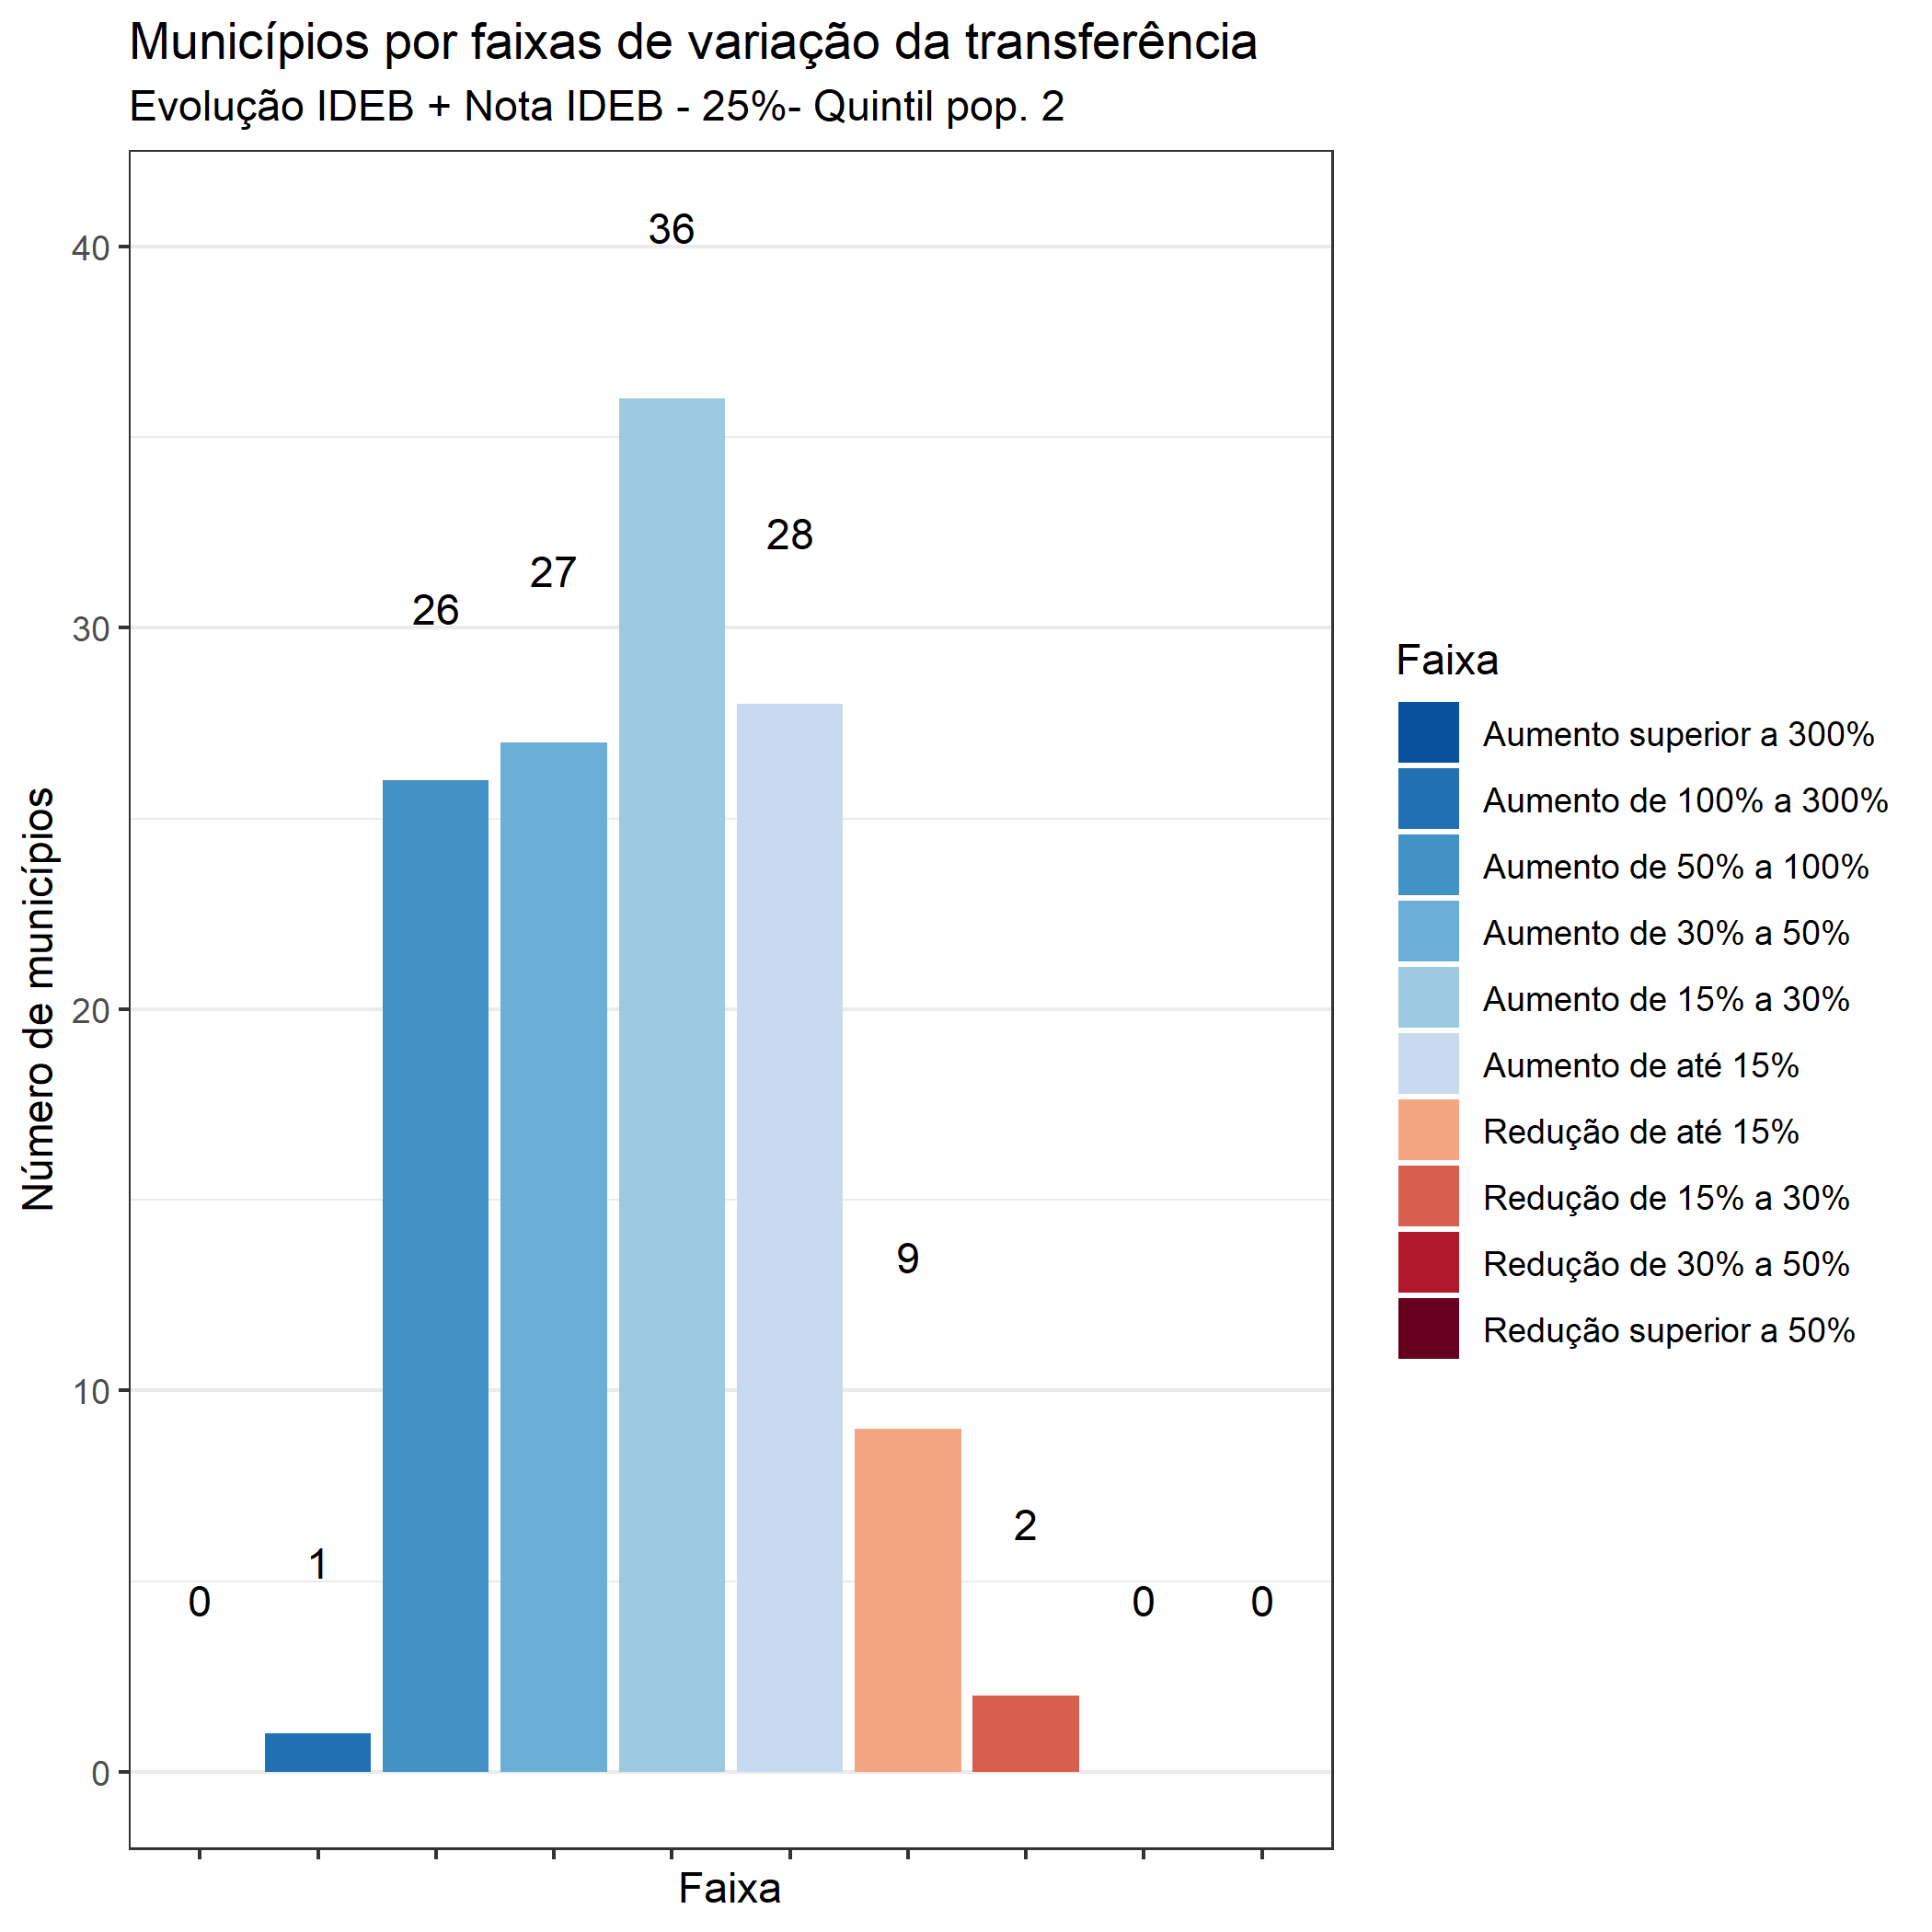 Municípios por faixas de variação da transferência
Evolução IDEB + Nota IDEB - 25%- Quintil pop. 2
Número de municípios
40
30
20
10
0
0
1
26
27
36
28
9
2
0
0
Faixa
Faixa
Aumento superior a 300%
Aumento de 100% a 300%
Aumento de 50% a 100%
Aumento de 30% a 50%
Aumento de 15% a 30%
Aumento de até 15%
Redução de até 15%
Redução de 15% a 30%
Redução de 30% a 50%
Redução superior a 50%